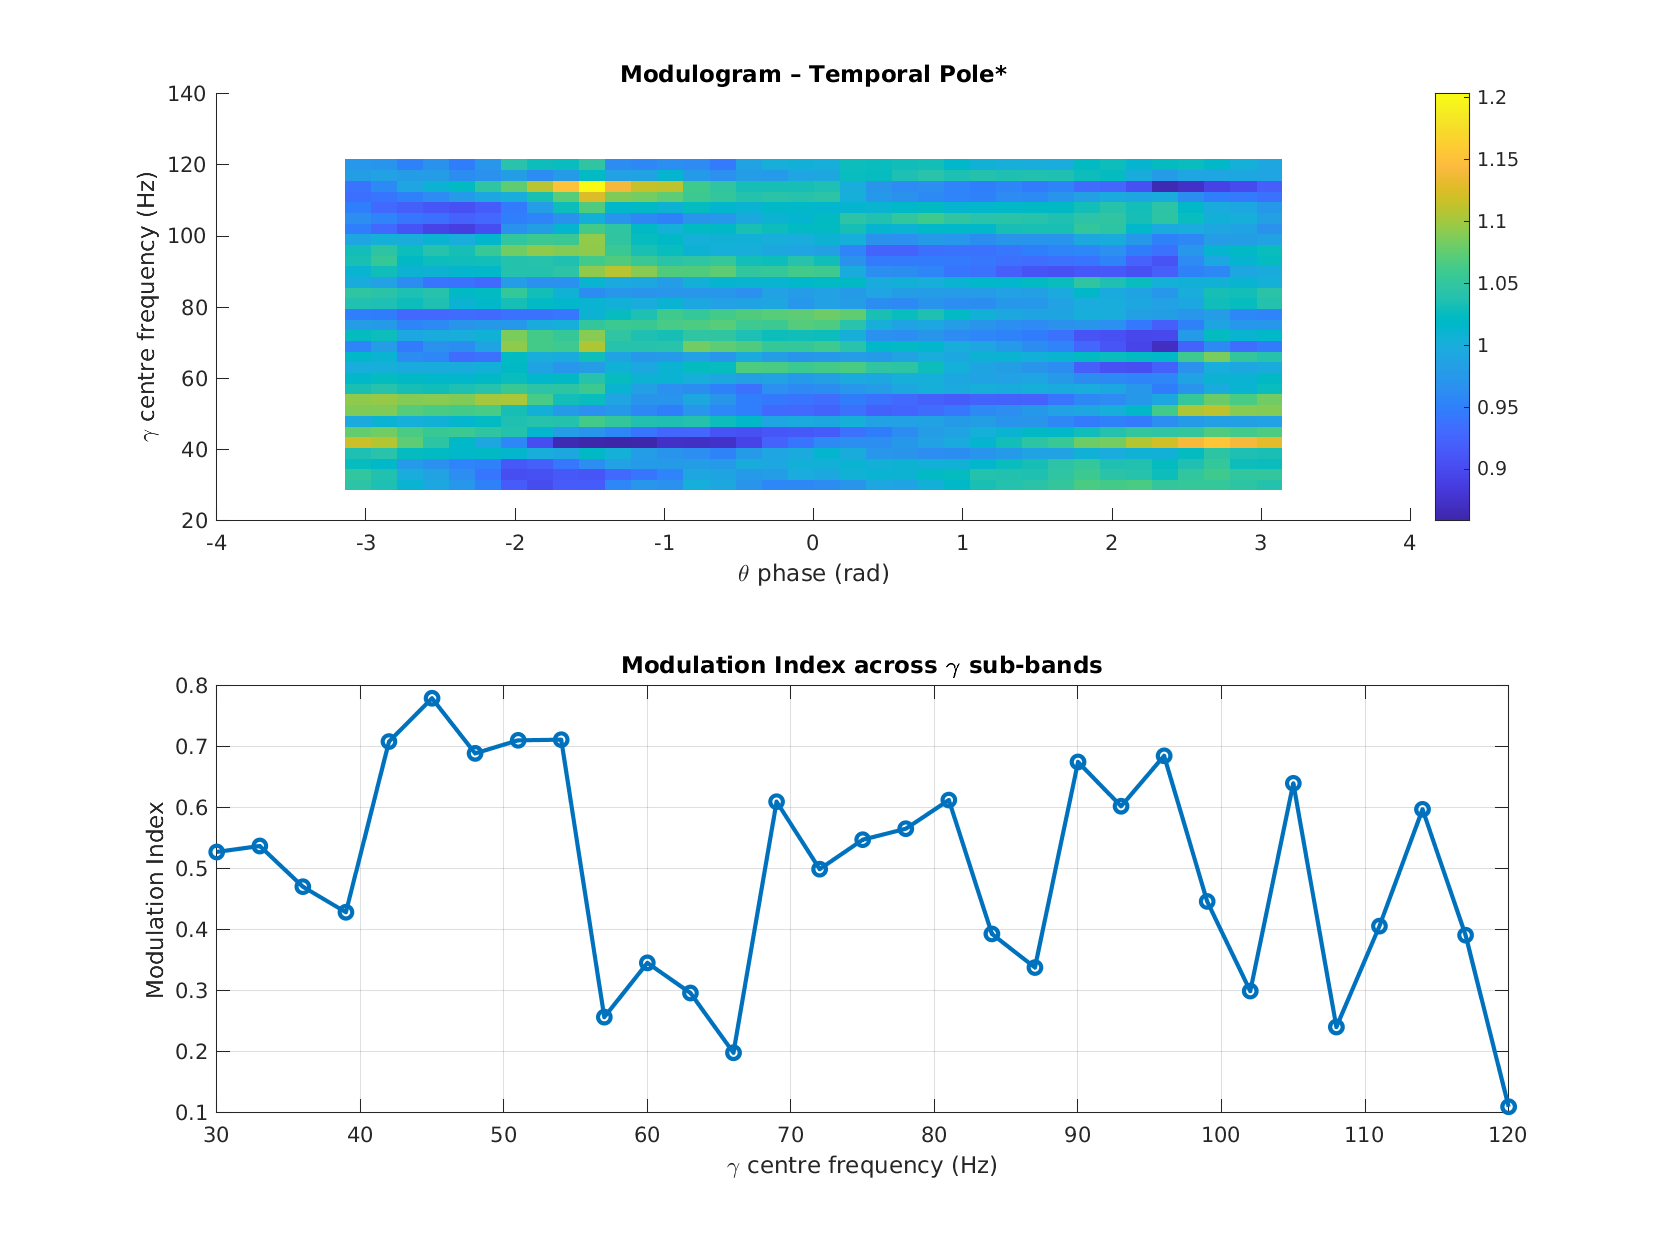 Modulogram – Temporal Pole*
γ centre frequency (Hz)
140
120
100
80
60
40
20
-4 -3 -2 -1 0 1 2 3 4
θ phase (rad)
1.2
1.15
1.1
1.05
1
0.95
0.9
Modulation Index across γ sub-bands
Modulation Index
0.8
0.7
0.6
0.5
0.4
0.3
0.2
0.1
30 40 50 60 70 80 90 100 110 120
γ centre frequency (Hz)